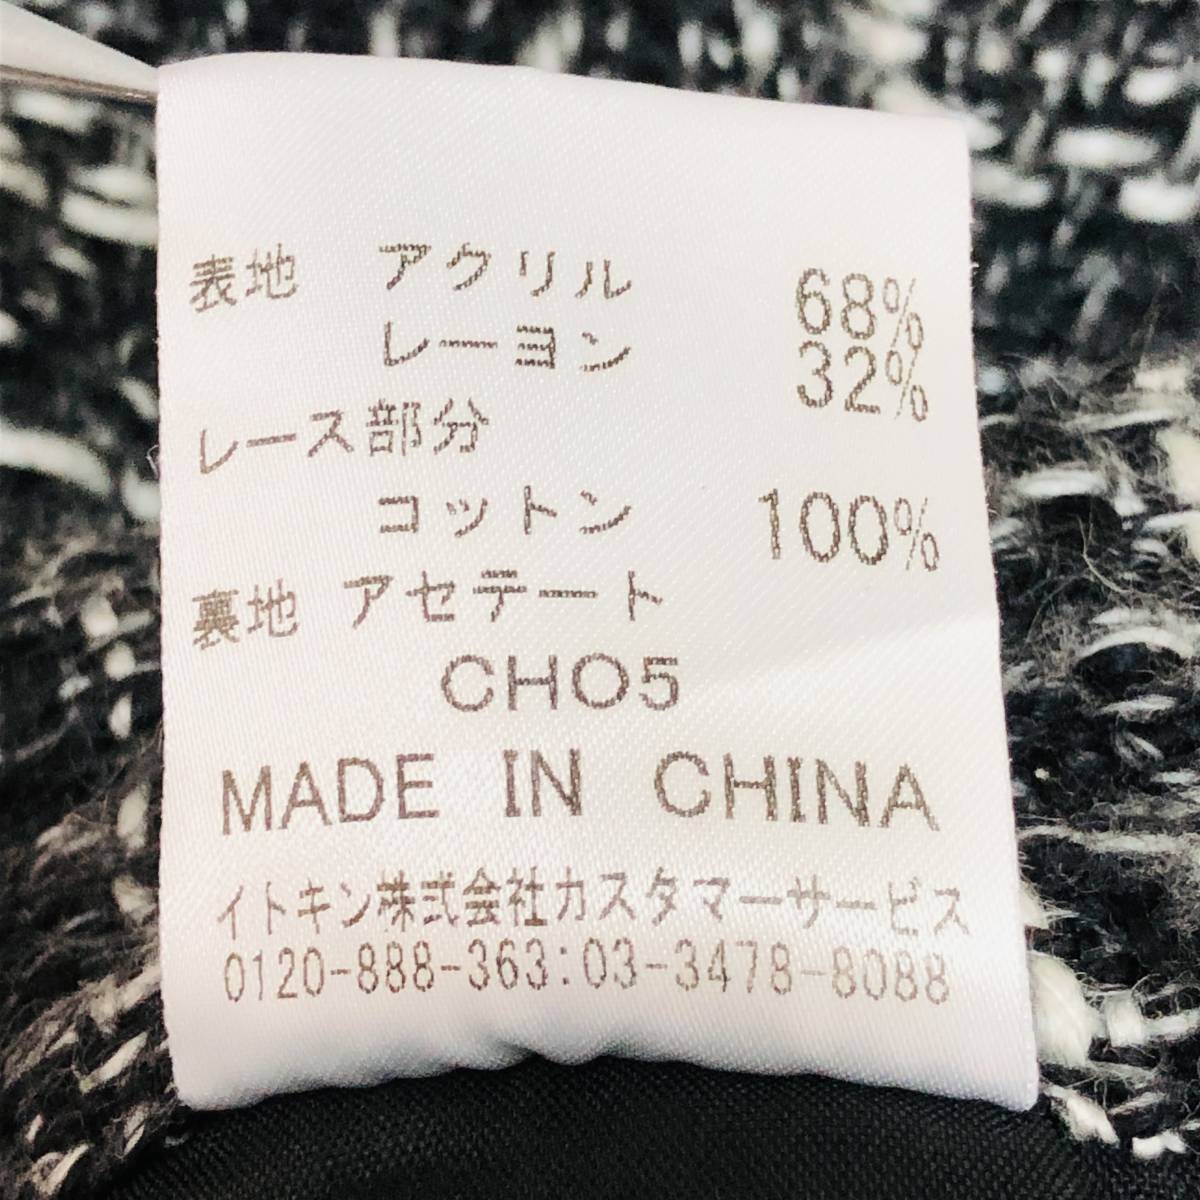 表地 アクリル 68%
レーヨン 32%
レース部分
コットン 100%
裏地 アセテート
CHO5
MADE IN CHINA
イトキン株式会社カスタマーサービス
0120-888-363:03-3478-8088